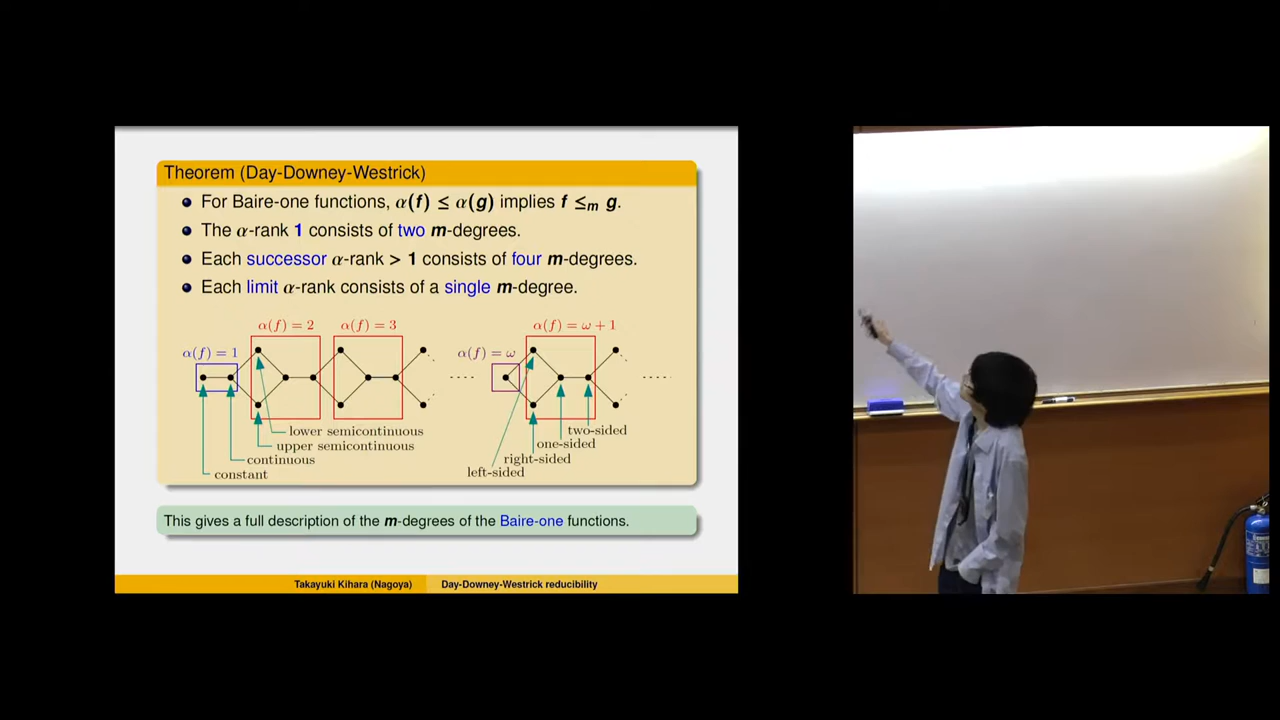 Theorem (Day-Downey-Westrick)
For Baire-one functions, α(f) ≤ α(g) implies f ≤m g.
The α-rank 1 consists of two m-degrees.
Each successor α-rank > 1 consists of four m-degrees.
Each limit α-rank consists of a single m-degree.
α(f) = 2 α(f) = 3 α(f) = ω + 1
α(f) = 1 α(f) = ω
lower semicontinuous two-sided
upper semicontinuous one-sided
continuous right-sided
constant left-sided
This gives a full description of the m-degrees of the Baire-one functions.
Takayuki Kihara (Nagoya) Day-Downey-Westrick reducibility